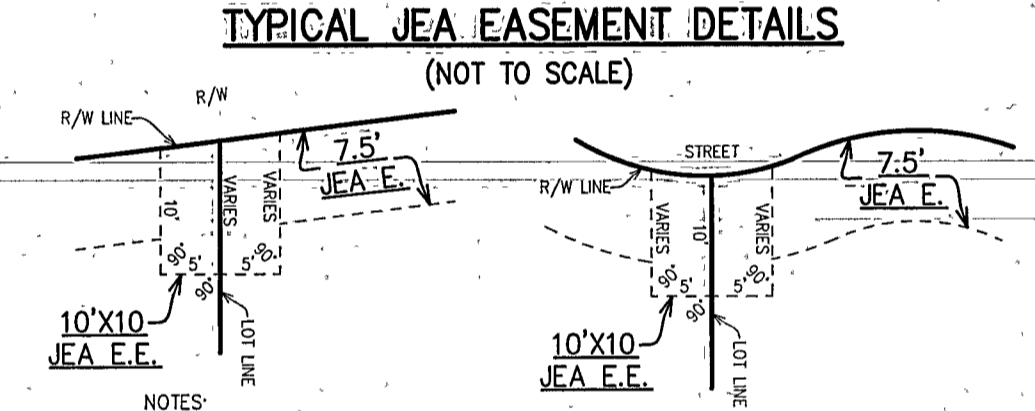 TYPICAL JEA EASEMENT DETAILS
(NOT TO SCALE)
R/W
R/W LINE
7.5'
JEA E.
10'
VARIES
VARIES
90°
5'
5'
90°
90°
10'X10
JEA E.E.
LOT LINE
NOTES:
STREET
R/W LINE
7.5'
JEA E.
VARIES
10'
VARIES
90°
5'
5'
90°
90°
10'X10
JEA E.E.
LOT LINE